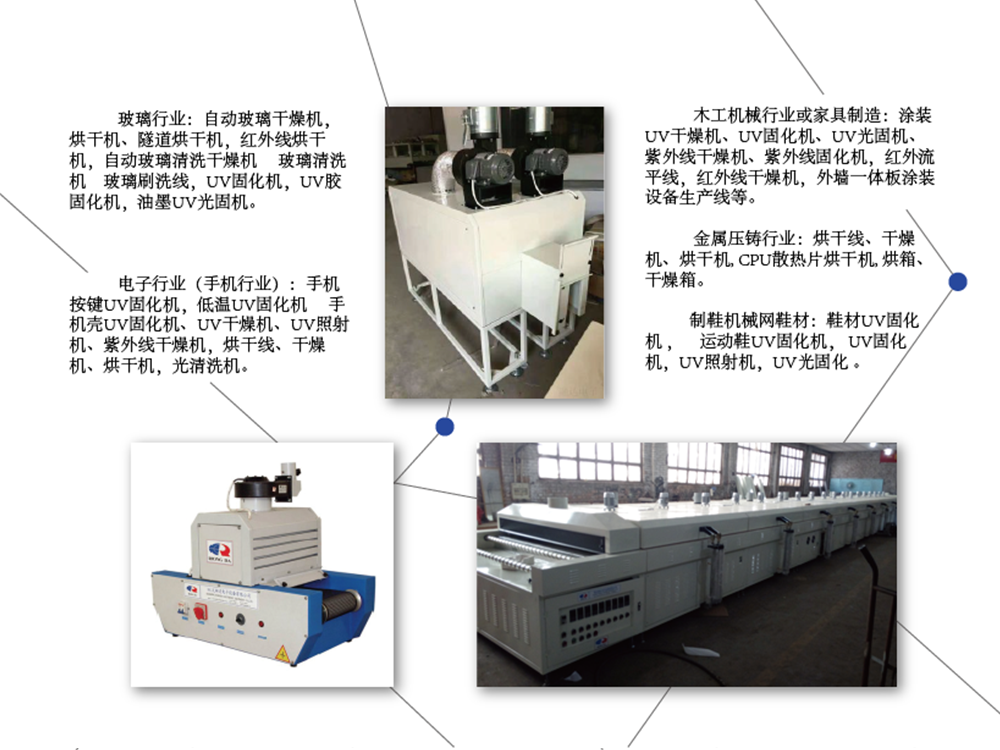 玻璃行业：自动玻璃干燥机，
烘干机、隧道烘干机，红外线烘干
机，自动玻璃清洗干燥机 玻璃清洗
机 玻璃刷洗线，UV固化机，UV胶
固化机，油墨UV光固机。
电子行业（手机行业）：手机
按键UV固化机，低温UV固化机 手
机壳UV固化机、UV干燥机、UV照射
机、紫外线干燥机，烘干线、干燥
机、烘干机，光清洗机。
木工机械行业或家具制造：涂装
UV干燥机、UV固化机、UV光固机、
紫外线干燥机、紫外线固化机，红外流
平线，红外线干燥机，外墙一体板涂装
设备生产线等。
金属压铸行业：烘干线、干燥
机、烘干机,CPU散热片烘干机,烘箱、
干燥箱。
制鞋机械网鞋材：鞋材UV固化
机， 运动鞋UV固化机， UV固化
机，UV照射机，UV光固化 。